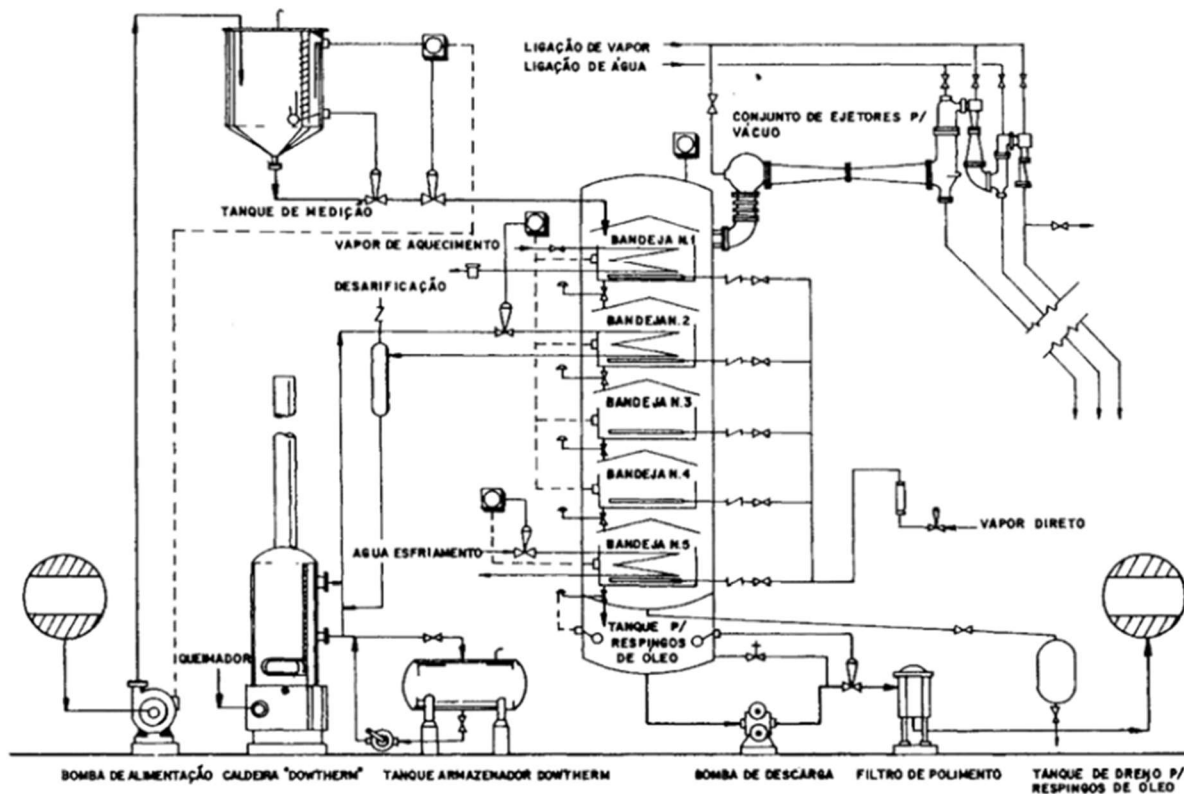 LIGAÇÃO DE VAPOR
LIGAÇÃO DE ÁGUA
CONJUNTO DE EJETORES P/
VÁCUO
TANQUE DE MEDIÇÃO
VAPOR DE AQUECIMENTO
DESARIFICAÇÃO
BANDEJA N.1
BANDEJA N.2
BANDEJA N.3
BANDEJA N.4
BANDEJA N.5
AGUA ESFRIAMENTO
VAPOR DIRETO
TANQUE P/
RESPINGOS
DE ÓLEO
QUEIMADOR
BOMBA DE ALIMENTAÇÃO
CALDEIRA "DOWTHERM"
TANQUE ARMAZENADOR DOWTHERM
BOMBA DE DESCARGA
FILTRO DE POLIMENTO
TANQUE DE DRENO P/
RESPINGOS DE ÓLEO